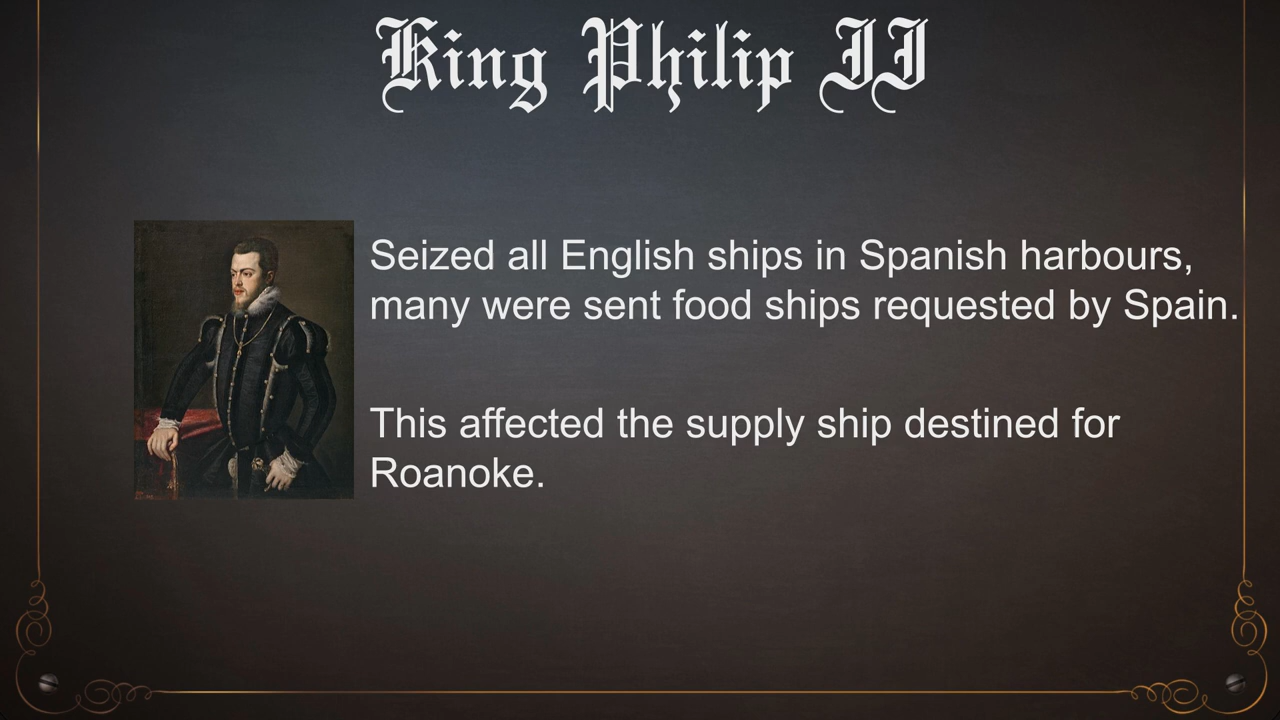 King Philip II
Seized all English ships in Spanish harbours,
many were sent food ships requested by Spain.
This affected the supply ship destined for
Roanoke.